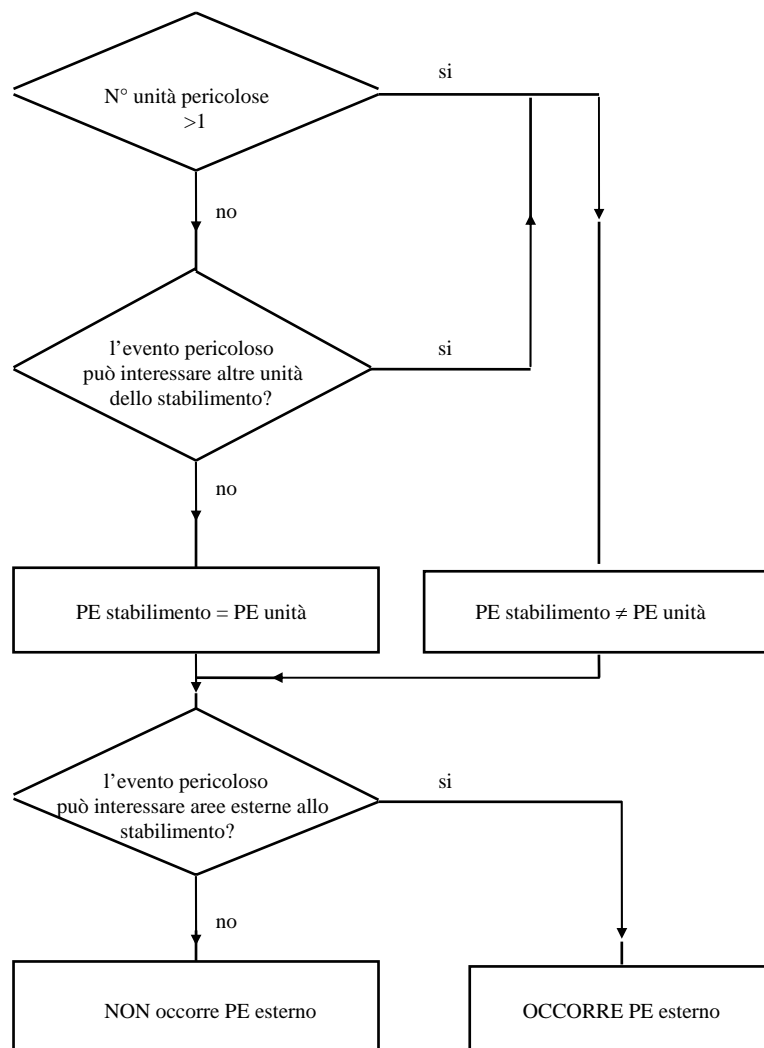 si
N° unità pericolose
>1
no
l’evento pericoloso
può interessare altre unità
dello stabilimento?
si
no
PE stabilimento = PE unità
PE stabilimento ≠ PE unità
l’evento pericoloso
può interessare aree esterne allo
stabilimento?
si
no
NON occorre PE esterno
OCCORRE PE esterno